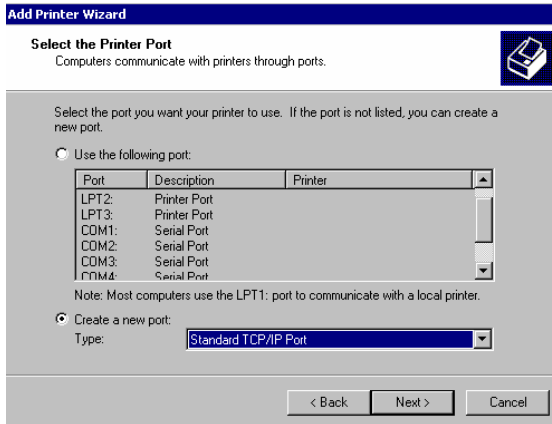 Add Printer Wizard
Select the Printer Port
Computers communicate with printers through ports.
Select the port you want your printer to use. If the port is not listed, you can create a
new port.
Use the following port:
Port Description Printer
LPT2: Printer Port
LPT3: Printer Port
COM1: Serial Port
COM2: Serial Port
COM3: Serial Port
COM4: Serial Port
Note: Most computers use the LPT1: port to communicate with a local printer.
Create a new port:
Type: Standard TCP/IP Port
< Back Next > Cancel